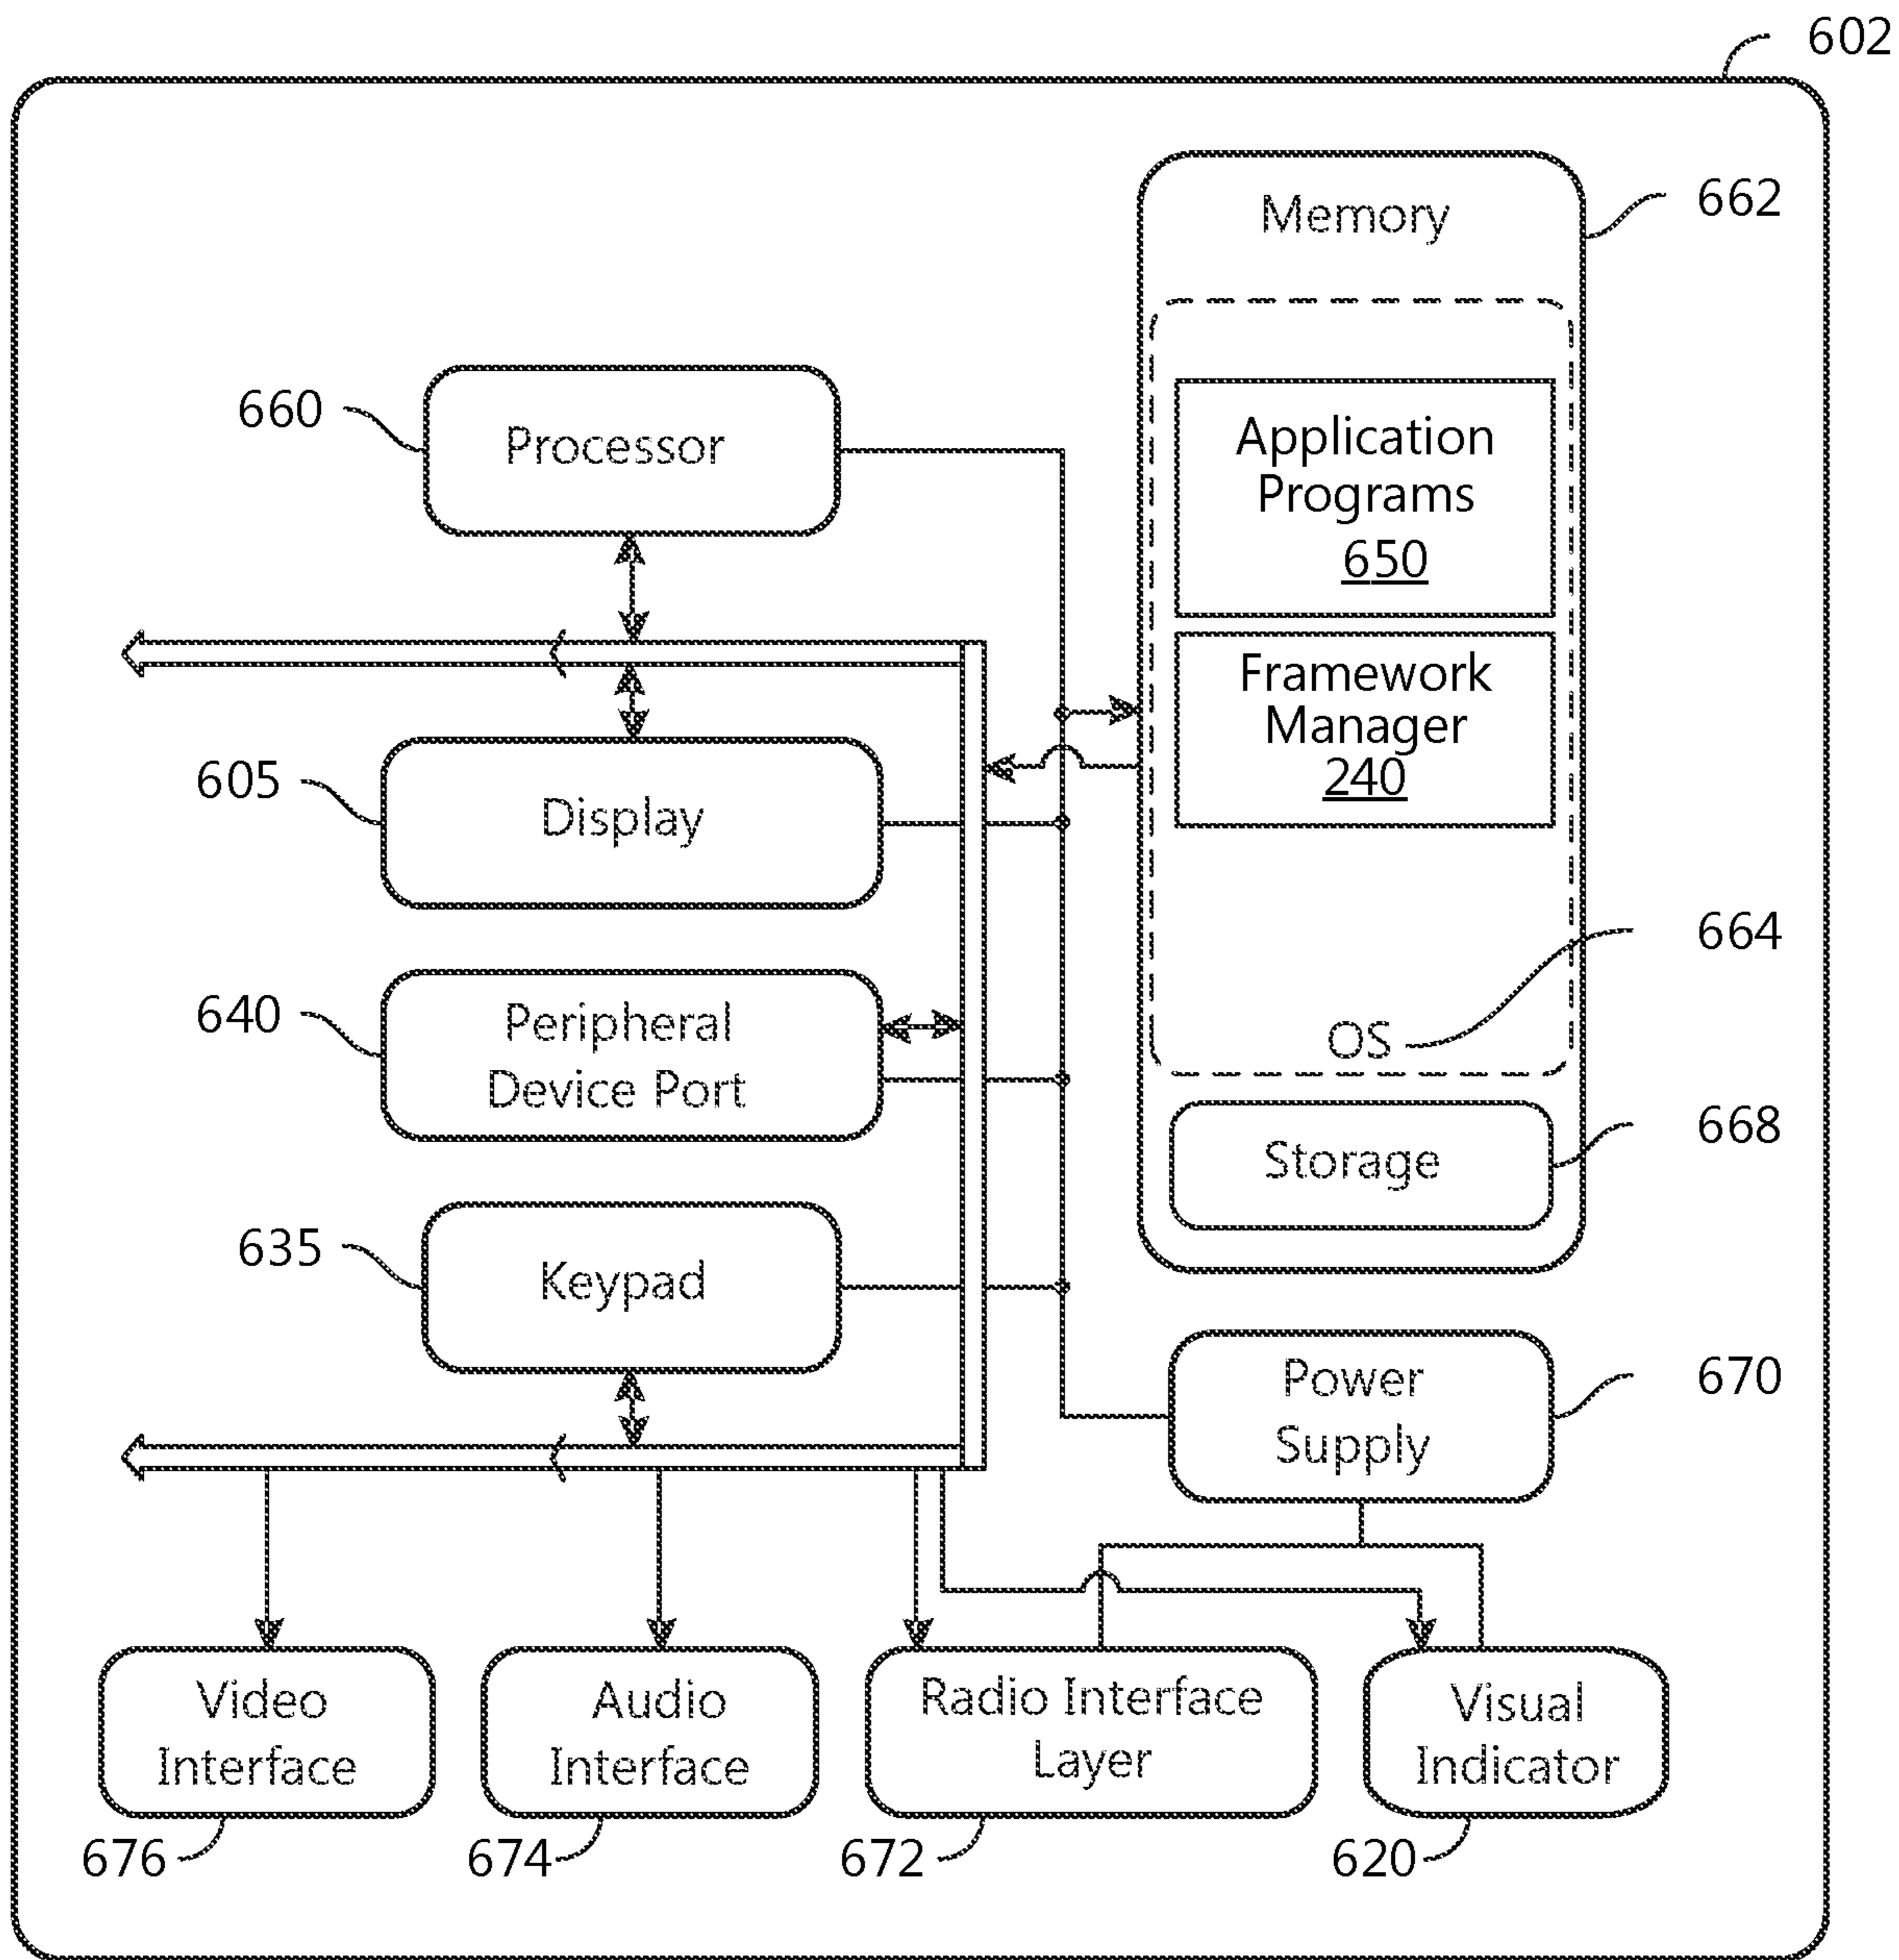 602
Memory
662
660
Processor
Application
Programs
650
Framework
Manager
240
605
Display
664
640
Peripheral
Device Port
OS
668
Storage
635
Keypad
Power
Supply
670
Video
Interface
Audio
Interface
Radio Interface
Layer
Visual
Indicator
676
674
672
620